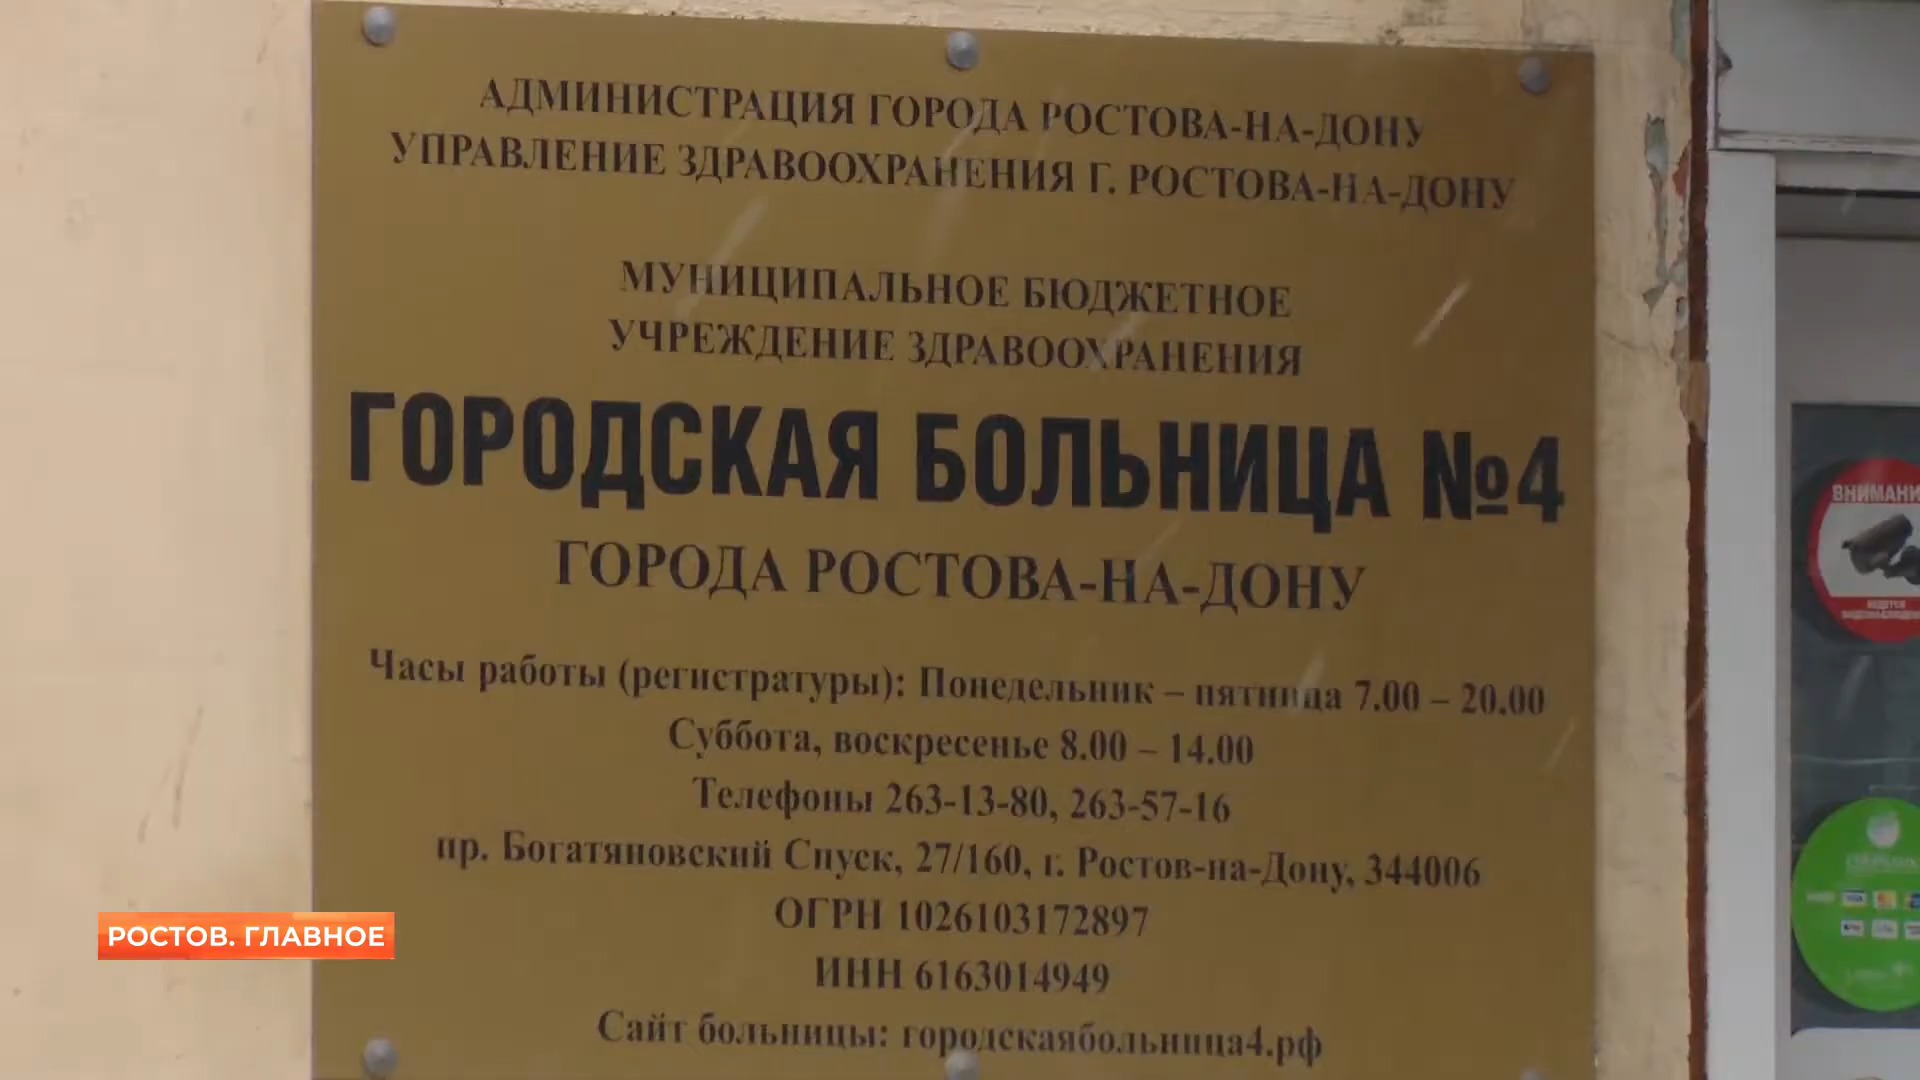 АДМИНИСТРАЦИЯ ГОРОДА РОСТОВА-НА-ДОНУ
УПРАВЛЕНИЕ ЗДРАВООХРАНЕНИЯ Г. РОСТОВА-НА-ДОНУ
МУНИЦИПАЛЬНОЕ БЮДЖЕТНОЕ
УЧРЕЖДЕНИЕ ЗДРАВООХРАНЕНИЯ
ГОРОДСКАЯ БОЛЬНИЦА №4
ГОРОДА РОСТОВА-НА-ДОНУ
Часы работы (регистратуры): Понедельник – пятница 7.00 – 20.00
Суббота, воскресенье 8.00 – 14.00
Телефоны 263-13-80, 263-57-16
пр. Богатяновский Спуск, 27/160, г. Ростов-на-Дону, 344006
ОГРН 1026103172897
ИНН 6163014949
Сайт больницы: городскаябольница4.рф
РОСТОВ. ГЛАВНОЕ
ВНИМАНИ
VISA